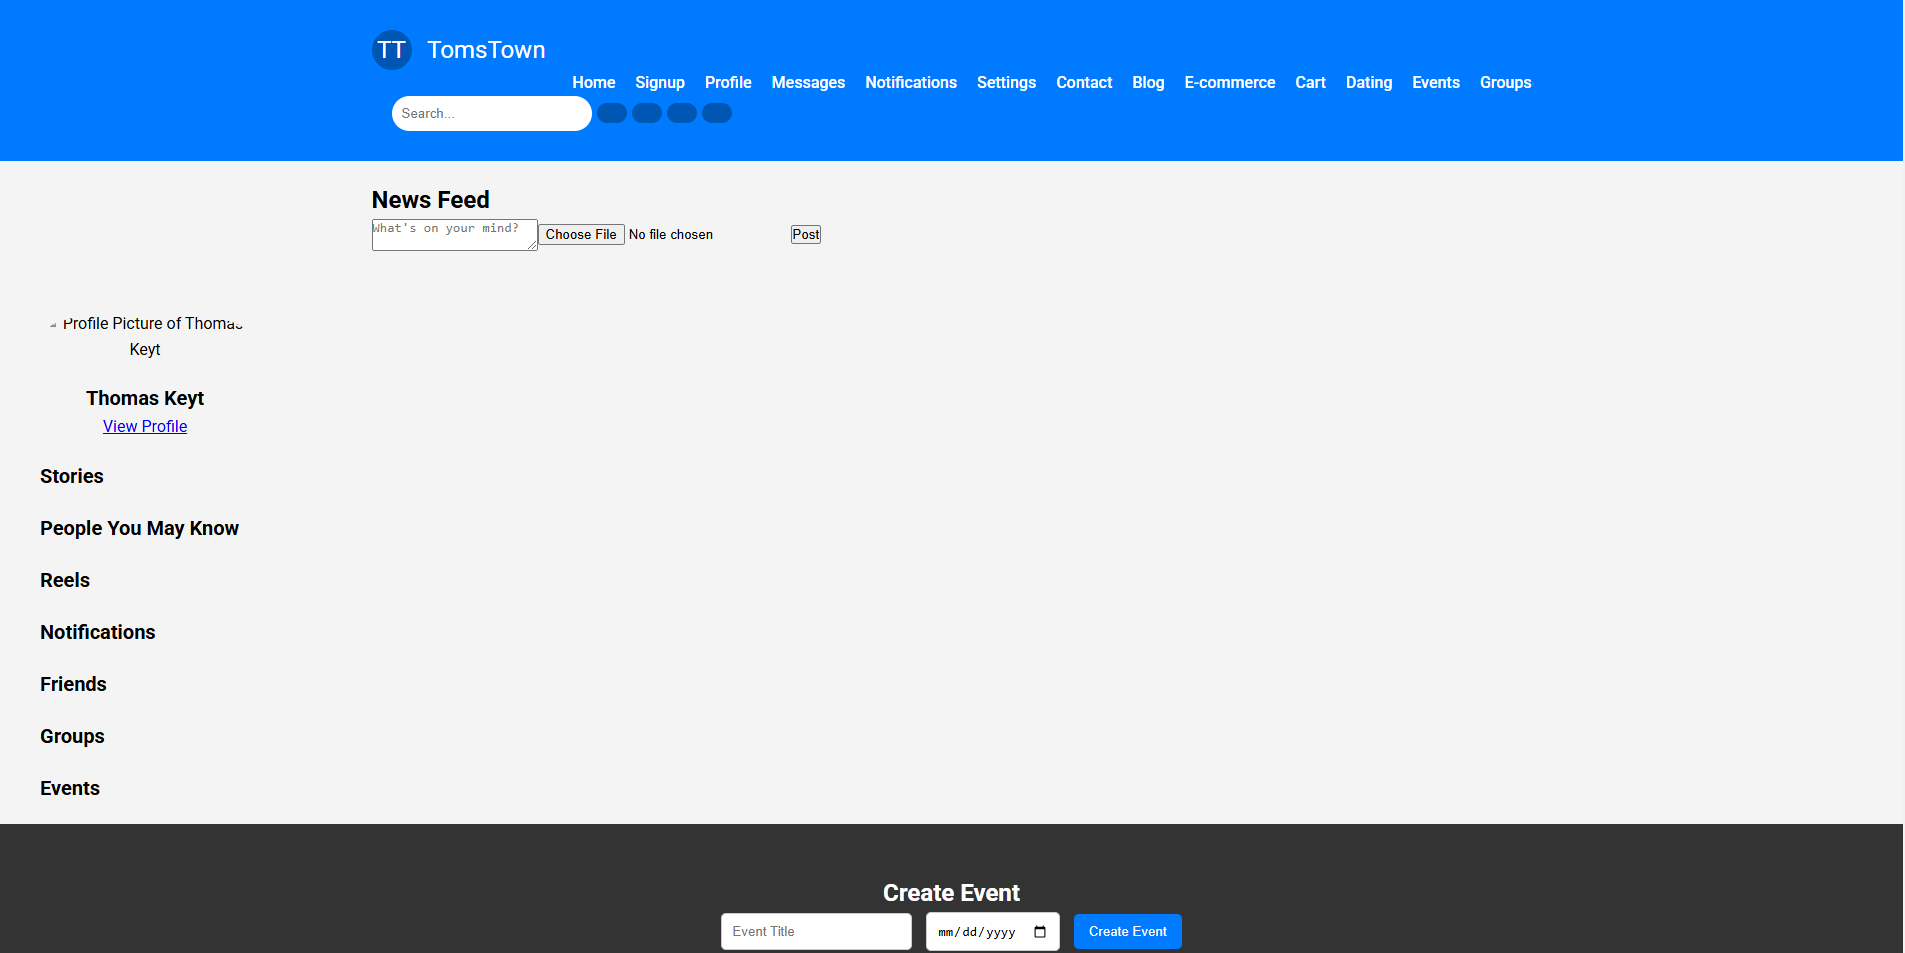 TT TomsTown
Home Signup Profile Messages Notifications Settings Contact Blog E-commerce Cart Dating Events Groups
Search...
News Feed
What's on your mind? Choose File No file chosen Post
Profile Picture of Thomas
Keyt
Thomas Keyt
View Profile
Stories
People You May Know
Reels
Notifications
Friends
Groups
Events
Create Event
Event Title mm/dd/yyyy Create Event